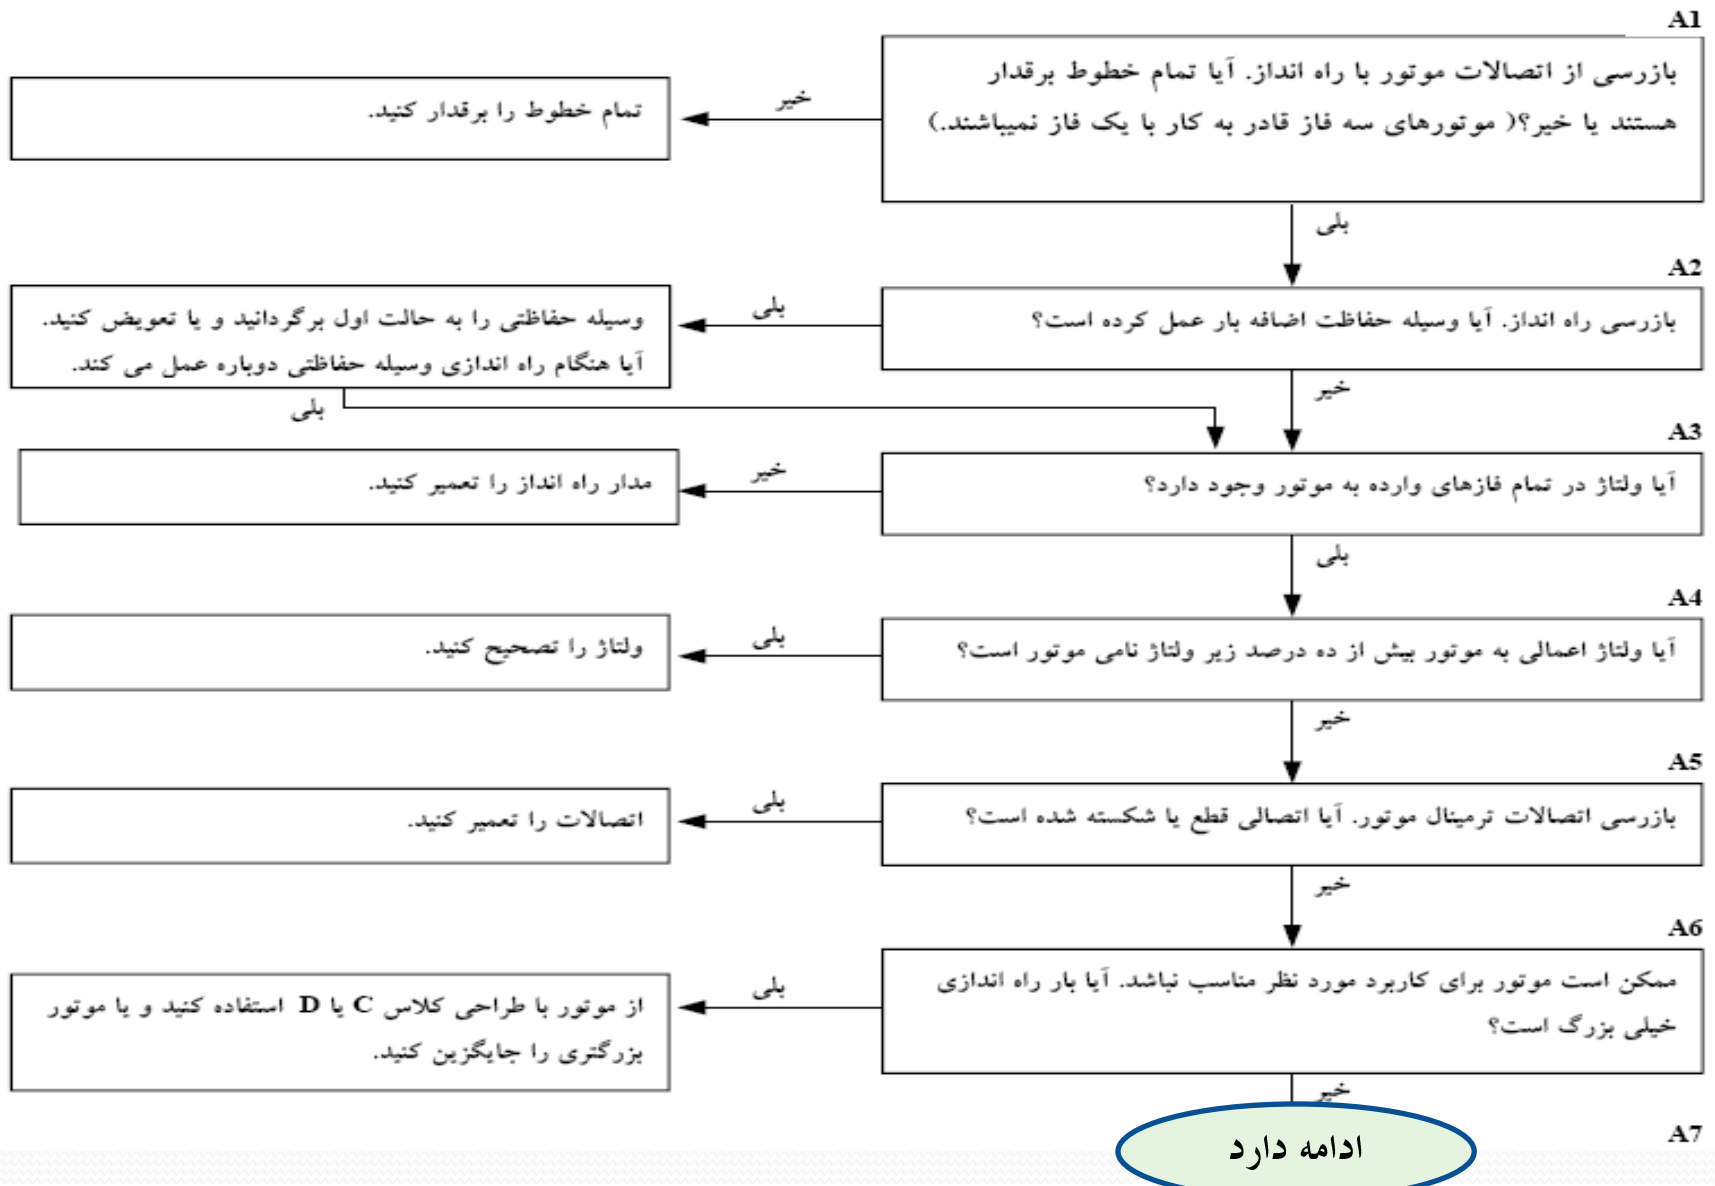 A1
بازرسی از اتصالات موتور با راه انداز. آیا تمام خطوط برقدار
هستند یا خیر؟( موتورهای سه فاز قادر به کار با یک فاز نمیباشند.)
خیر
تمام خطوط را برقدار کنید.
بلی
A2
بازرسی راه انداز. آیا وسیله حفاظت اضافه بار عمل کرده است؟
بلی
وسیله حفاظتی را به حالت اول برگردانید و یا تعویض کنید.
آیا هنگام راه اندازی وسیله حفاظتی دوباره عمل می کند.
خیر
بلی
A3
آیا ولتاژ در تمام فازهای وارده به موتور وجود دارد؟
خیر
مدار راه انداز را تعمیر کنید.
بلی
A4
آیا ولتاژ اعمالی به موتور بیش از ده درصد زیر ولتاژ نامی موتور است؟
بلی
ولتاژ را تصحیح کنید.
خیر
A5
بازرسی اتصالات ترمینال موتور. آیا اتصالی قطع یا شکسته شده است؟
بلی
اتصالات را تعمیر کنید.
خیر
A6
ممکن است موتور برای کاربرد مورد نظر مناسب نباشد. آیا بار راه اندازی
خیلی بزرگ است؟
بلی
از موتور با طراحی کلاس C یا D استفاده کنید و یا موتور
بزرگتری را جایگزین کنید.
خیر
A7
ادامه دارد